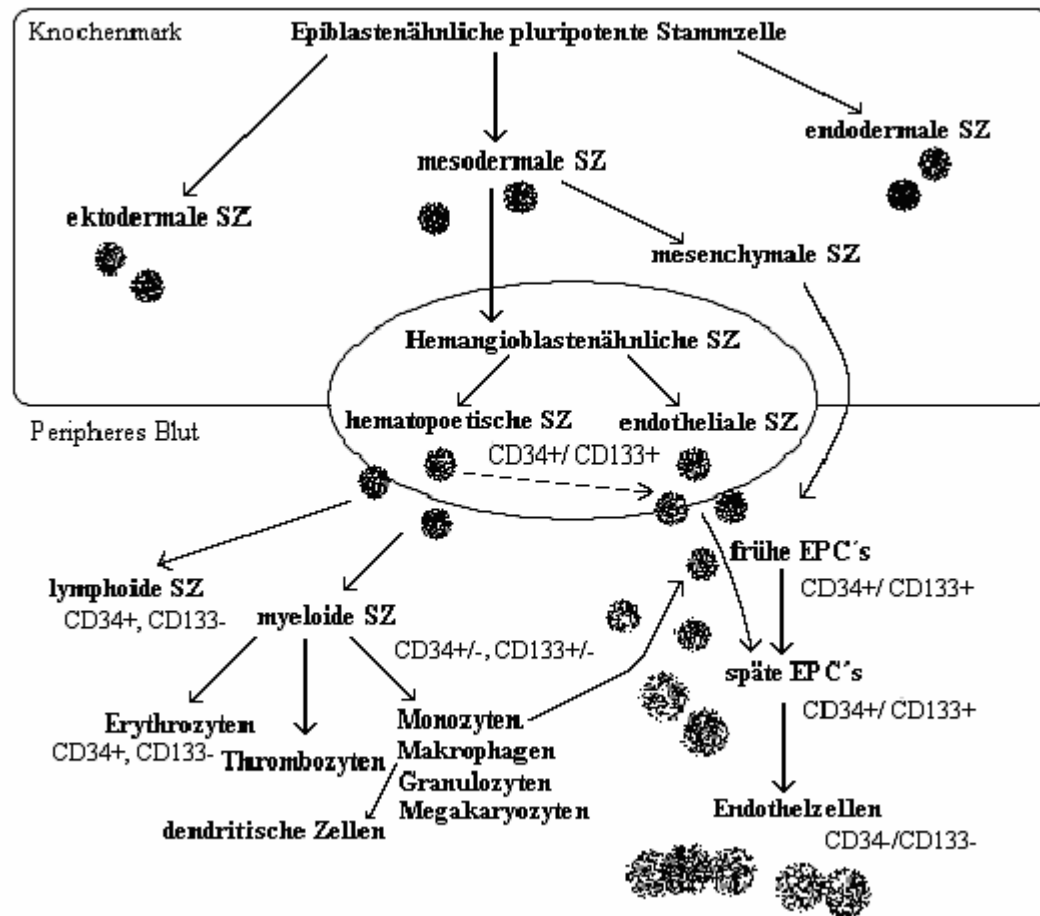 Knochenmark
Epiblastenähnliche pluripotente Stammzelle
endodermale SZ
mesodermale SZ
ektodermale SZ
mesenchymale SZ
Hemangioblastenähnliche SZ
hematopoetische SZ
endotheliale SZ
Peripheres Blut
CD34+/ CD133+
frühe EPC´s
CD34+/ CD133+
lymphoide SZ
CD34+, CD133-
myeloide SZ
CD34+/-, CD133+/-
späte EPC´s
CD34+/ CD133+
Erythrozyten
CD34+, CD133-
Thrombozyten
Monozyten
Makrophagen
Granulozyten
Megakaryozyten
dendritische Zellen
Endothelzellen
CD34-/CD133-